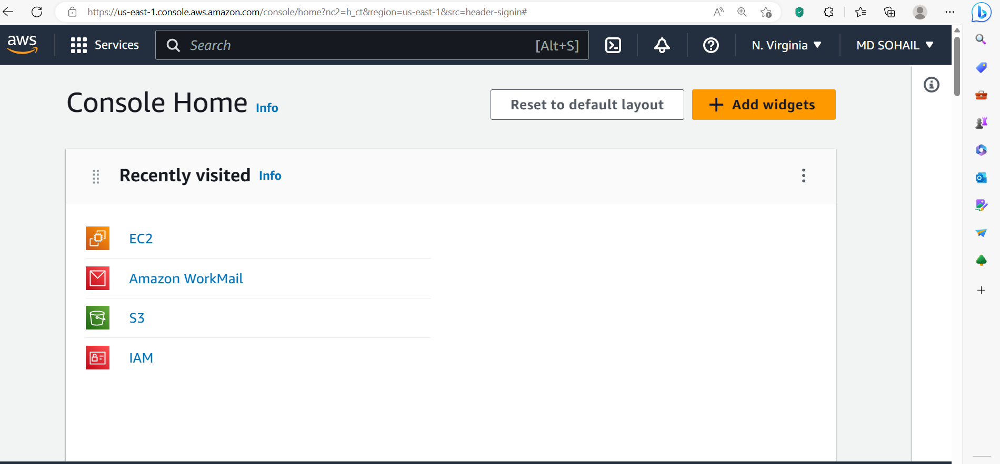 https://us-east-1.console.aws.amazon.com/console/home?nc2=h_ct&region=us-east-1&src=header-signin#
aws Services Search [Alt+S] N. Virginia MD SOHAIL
Console Home Info Reset to default layout Add widgets
Recently visited Info
EC2
Amazon WorkMail
S3
IAM